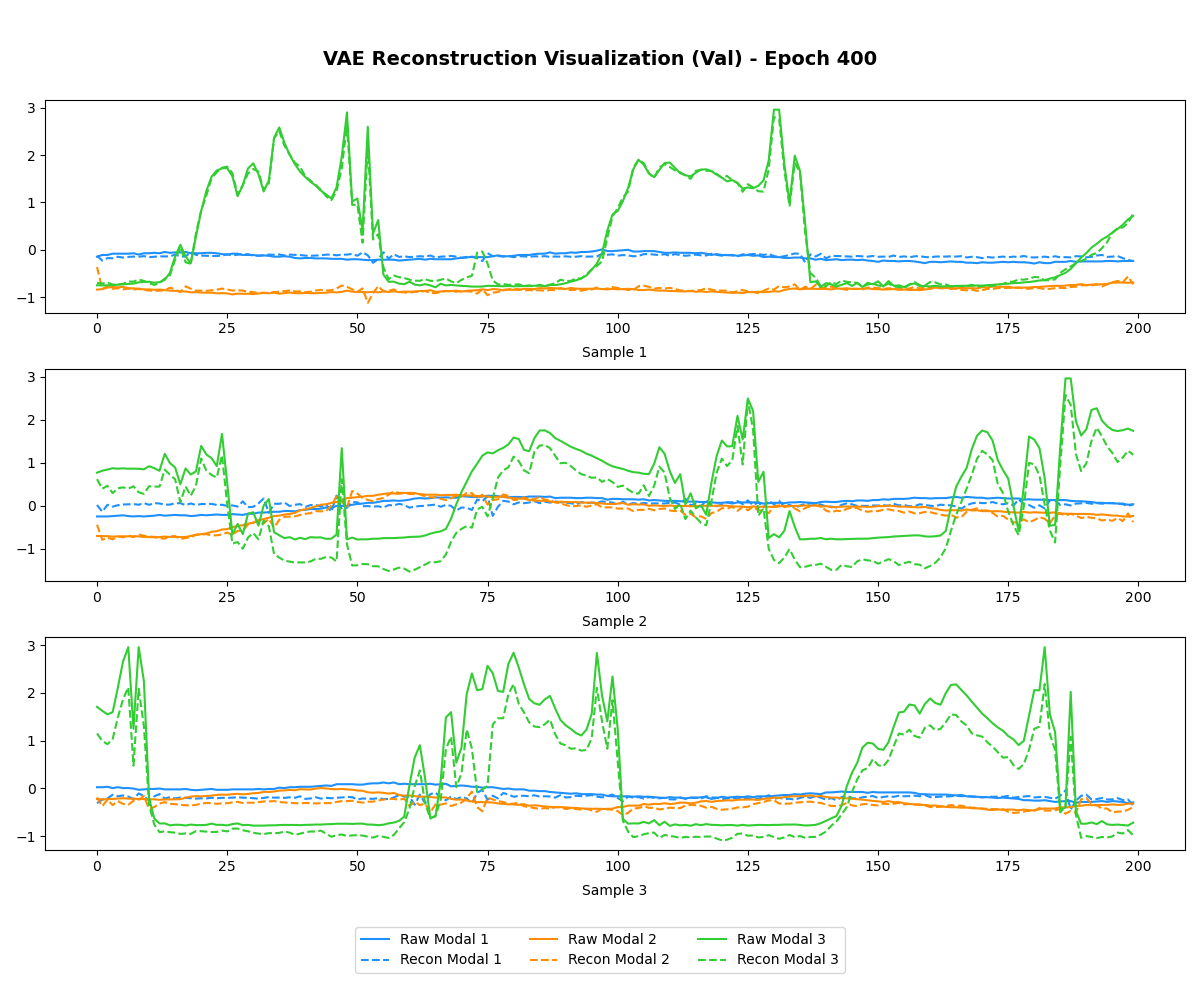 VAE Reconstruction Visualization (Val) - Epoch 400
3
2
1
0
−1
0 25 50 75 100 125 150 175 200
Sample 1
3
2
1
0
−1
0 25 50 75 100 125 150 175 200
Sample 2
3
2
1
0
−1
0 25 50 75 100 125 150 175 200
Sample 3
Raw Modal 1 Raw Modal 2 Raw Modal 3
Recon Modal 1 Recon Modal 2 Recon Modal 3